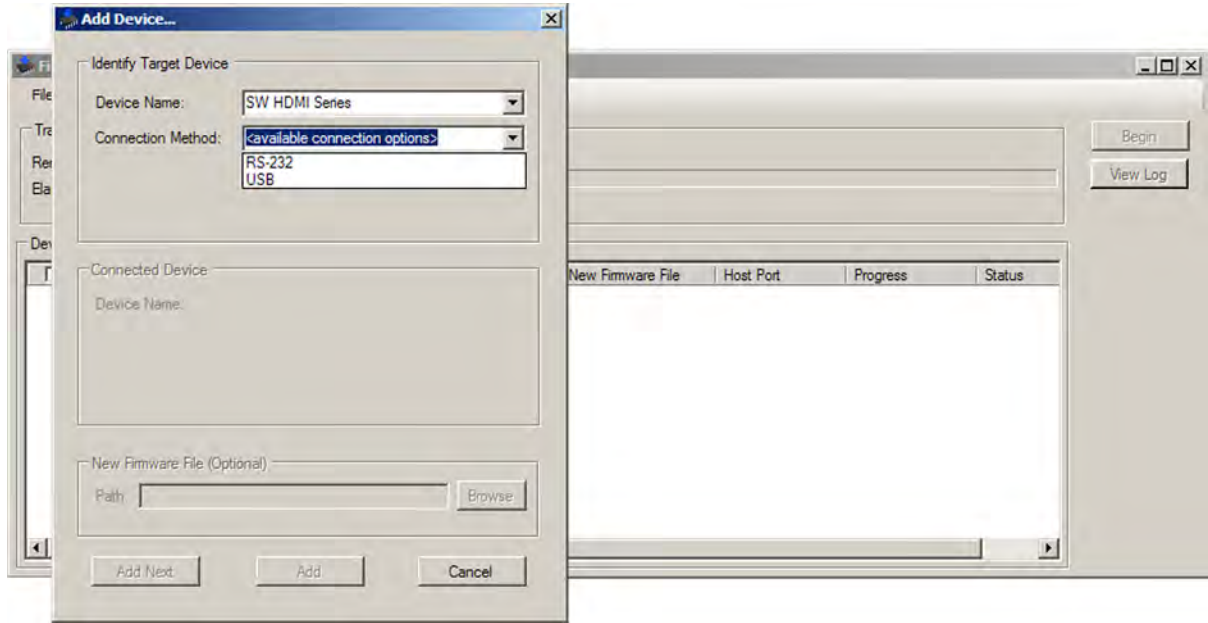 Add Device...
Identify Target Device
Device Name: SW HDMI Series
Connection Method: <available connection options>
RS-232
USB
Connected Device
Device Name:
New Firmware File (Optional)
Path Browse
Add Next Add Cancel
File
Begin
View Log
New Firmware File Host Port Progress Status